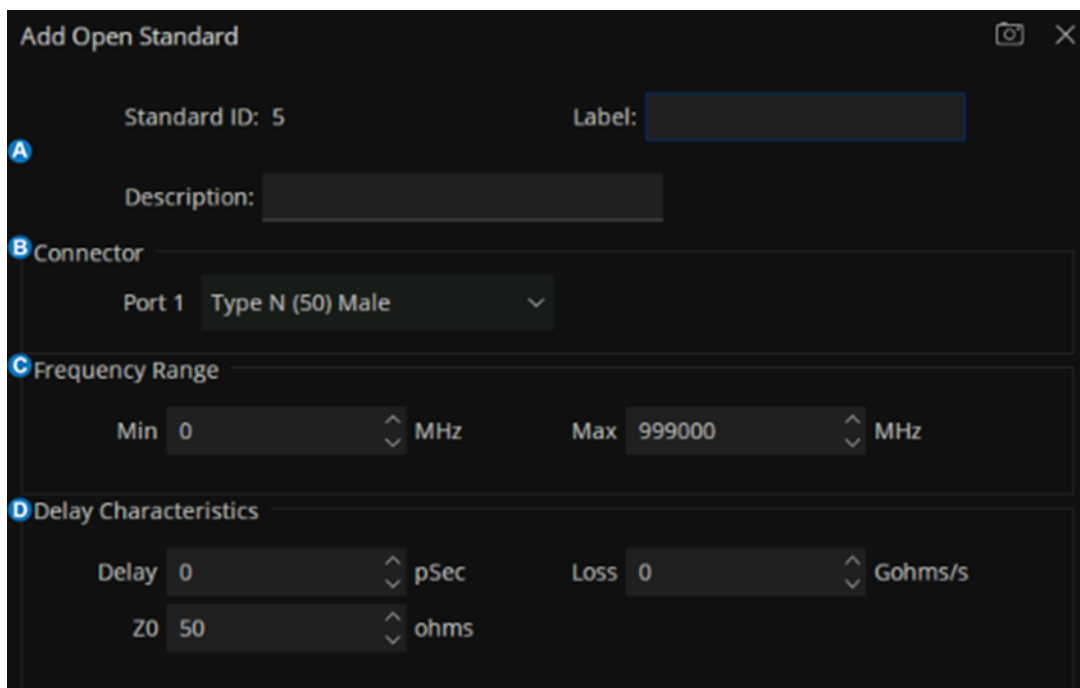 Add Open Standard
Standard ID: 5 Label:
A
Description:
B Connector
Port 1 Type N (50) Male
C Frequency Range
Min 0 MHz Max 999000 MHz
D Delay Characteristics
Delay 0 pSec Loss 0 Gohms/s
Z0 50 ohms